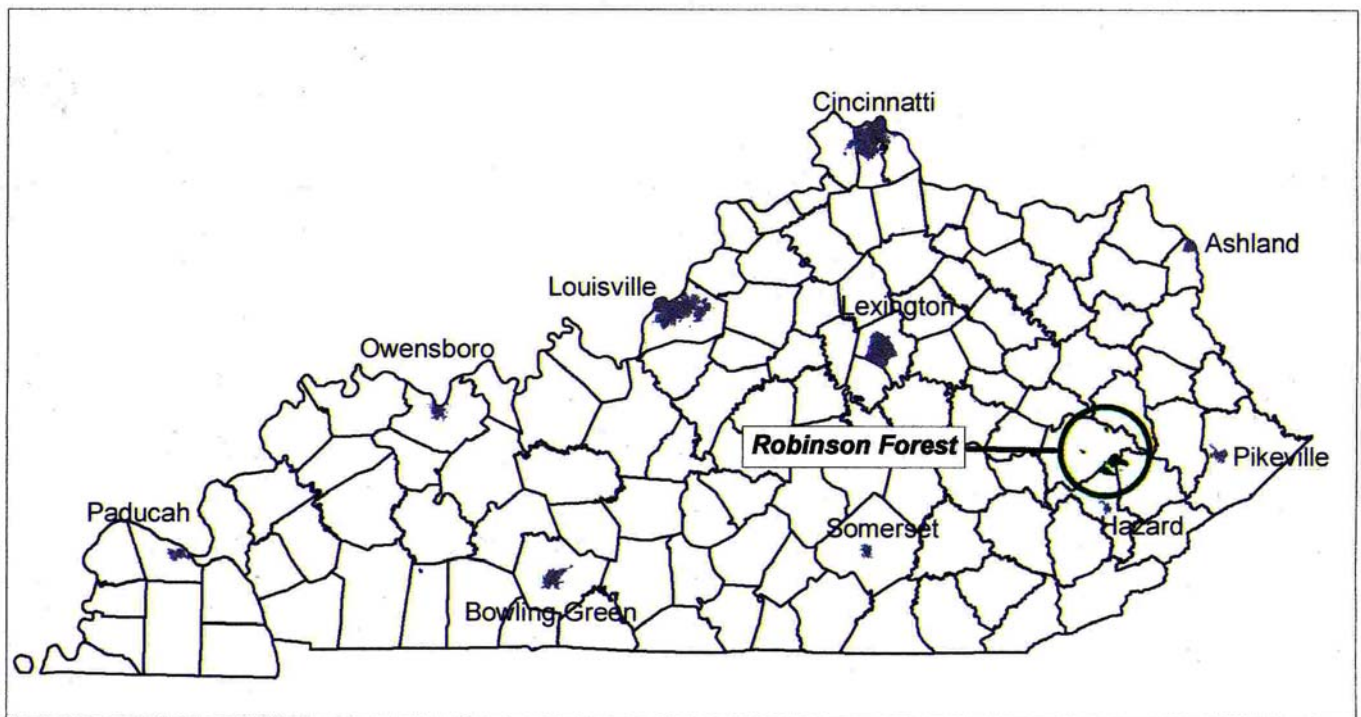 Cincinnatti
Ashland
Louisville
Lexington
Owensboro
Robinson Forest
Pikeville
Paducah
Somerset
Hazard
Bowling Green